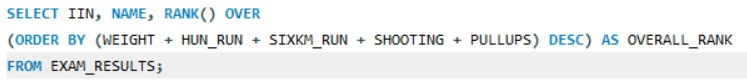 SELECT IIN, NAME, RANK() OVER
(ORDER BY (WEIGHT + HUN_RUN + SIXKM_RUN + SHOOTING + PULLUPS) DESC) AS OVERALL_RANK
FROM EXAM_RESULTS;